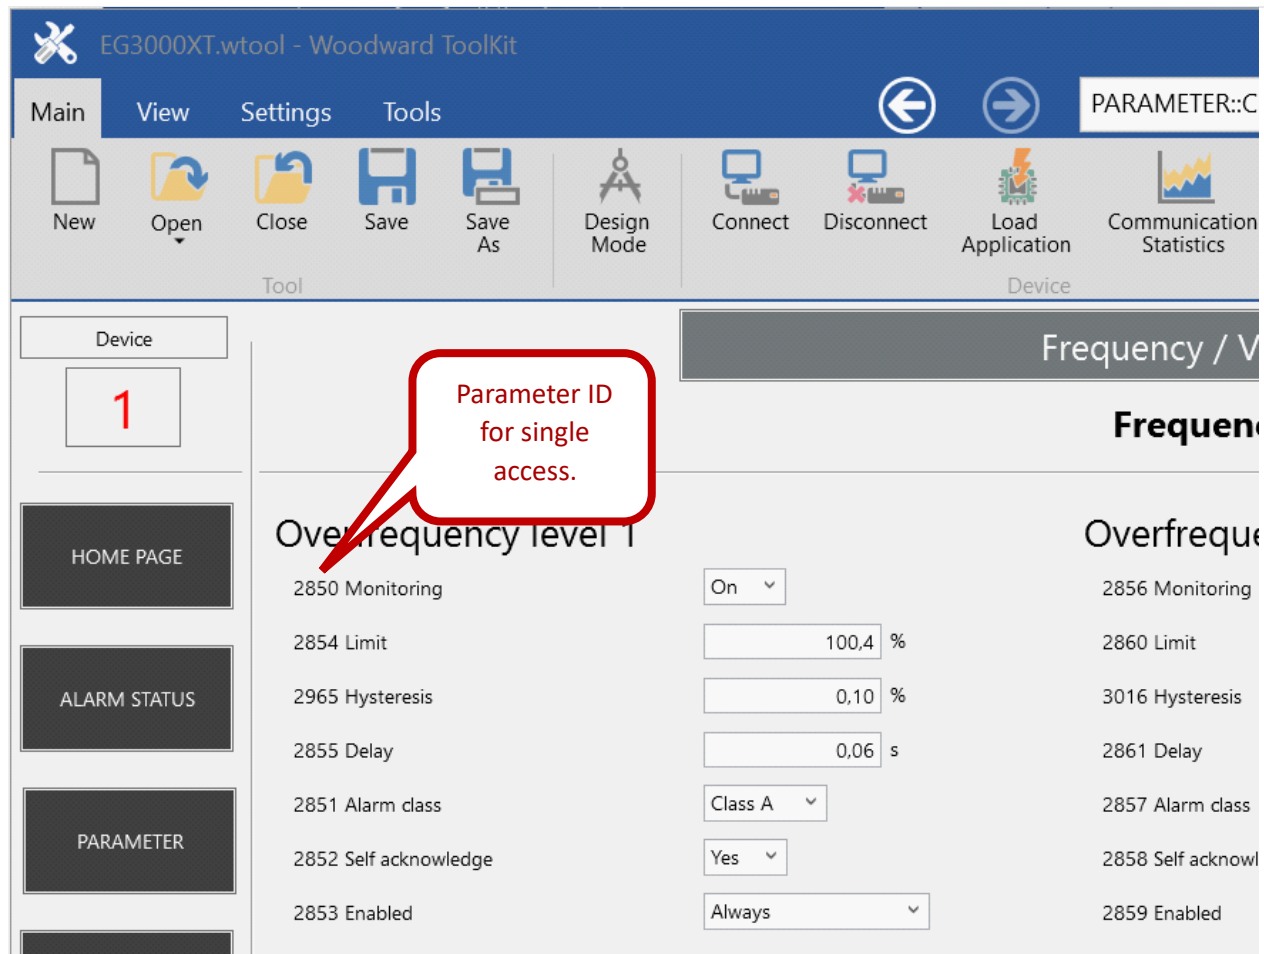 EG3000XT.wtool - Woodward ToolKit
Main View Settings Tools
PARAMETER::C
New Open Close Save Save As Design Mode Connect Disconnect Load Application Communication Statistics
Tool Device
Device
1
Frequency / V
Parameter ID
for single
access.
Frequen
HOME PAGE
ALARM STATUS
PARAMETER
Overfrequency level 1
2850 Monitoring On
2854 Limit 100,4 %
2965 Hysteresis 0,10 %
2855 Delay 0,06 s
2851 Alarm class Class A
2852 Self acknowledge Yes
2853 Enabled Always
Overfreque
2856 Monitoring
2860 Limit
3016 Hysteresis
2861 Delay
2857 Alarm class
2858 Self acknowl
2859 Enabled